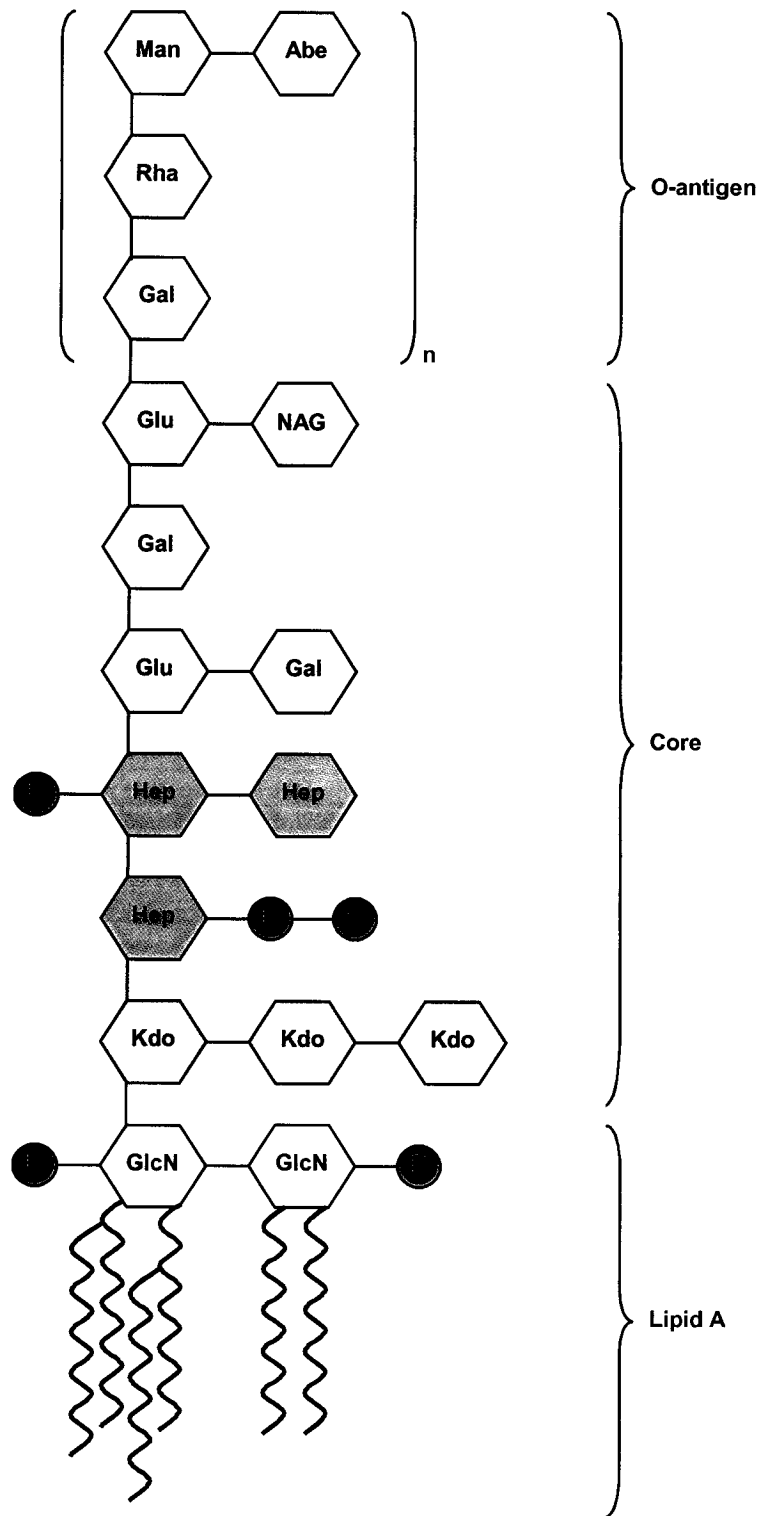 Man Abe
Rha
O-antigen
Gal
n
Glu NAG
Gal
Glu Gal
Core
Hep Hep
Hep
Kdo Kdo Kdo
GlcN GlcN
Lipid A